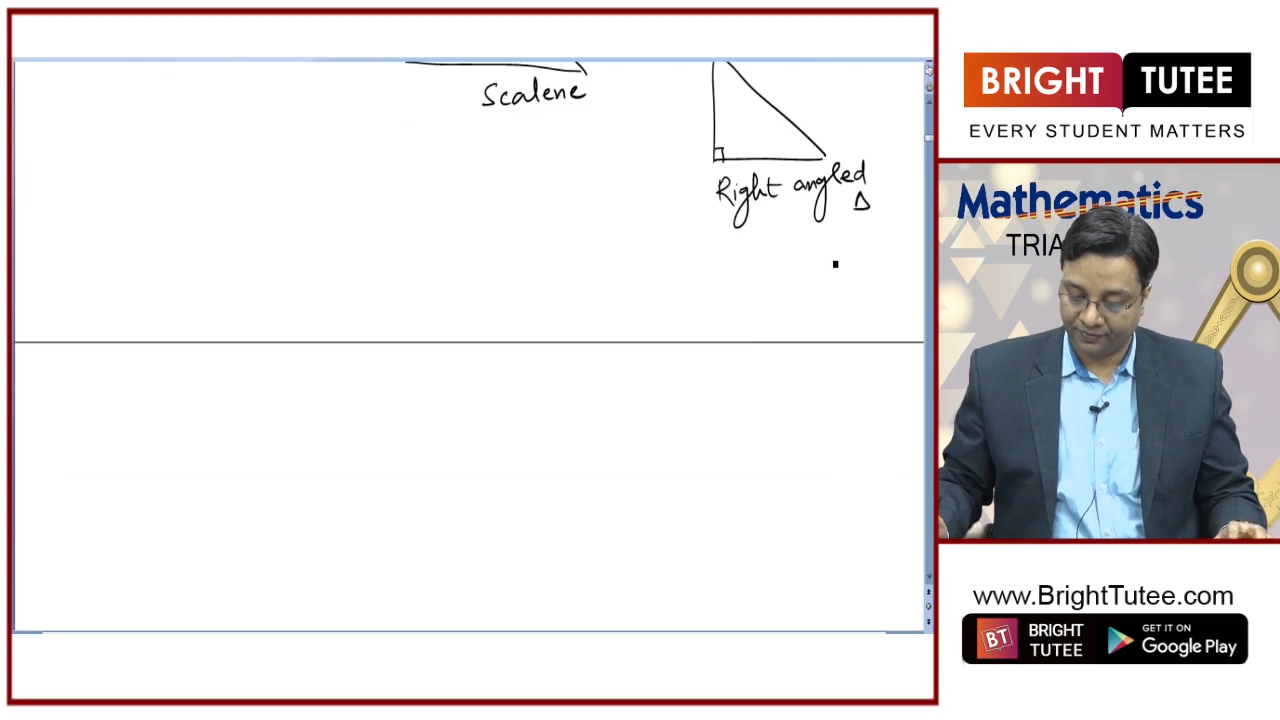 Scalene
Right angled
Δ
BRIGHT TUTEE
EVERY STUDENT MATTERS
Mathematics
TRIA
www.BrightTutee.com
BT
BRIGHT
TUTEE
GET IT ON
Google Play